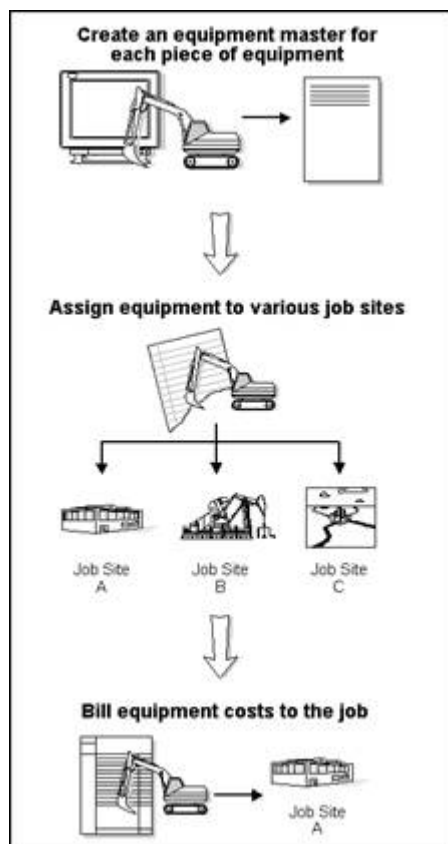 Create an equipment master for
each piece of equipment
Assign equipment to various job sites
Job Site
A
Job Site
B
Job Site
C
Bill equipment costs to the job
Job Site
A